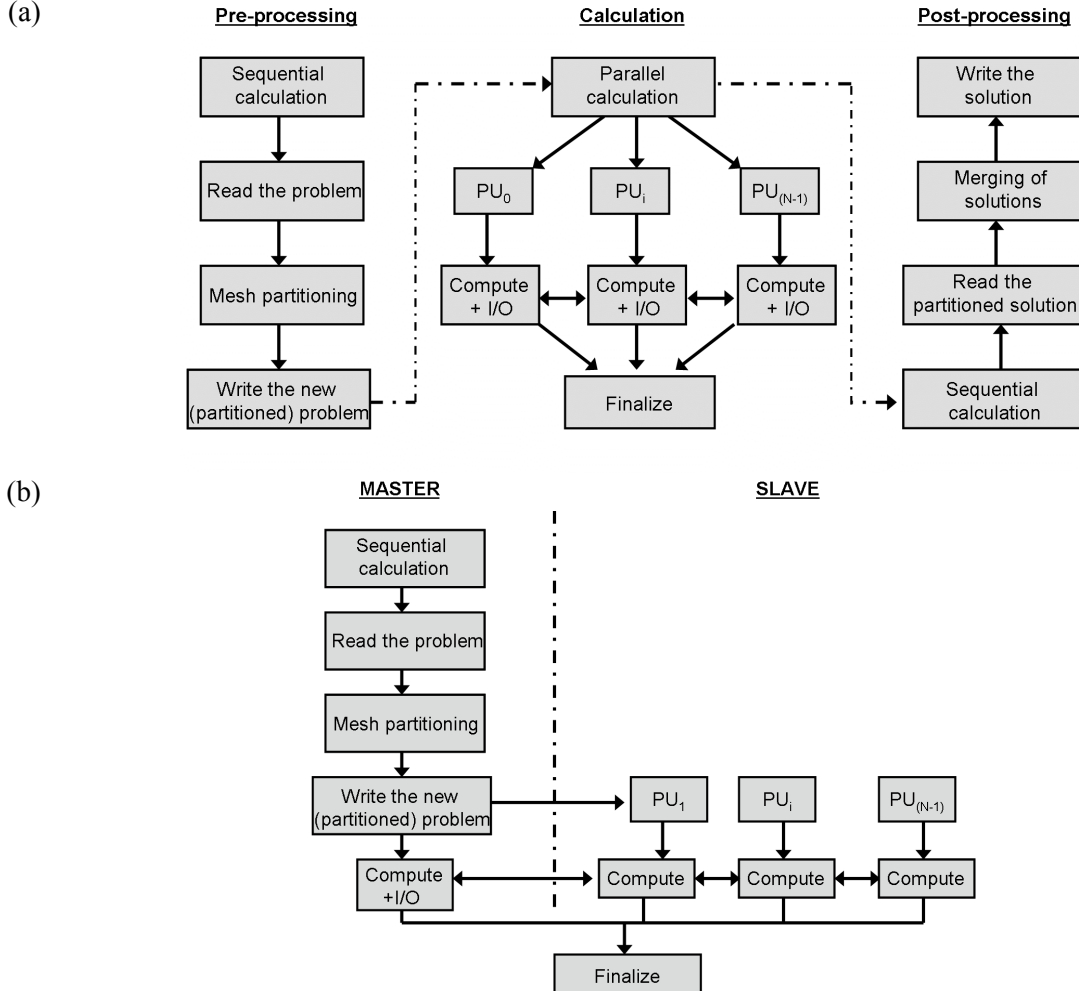 (a)
Pre-processing
Calculation
Post-processing
Sequential
calculation
Read the problem
Mesh partitioning
Write the new
(partitioned) problem
Parallel
calculation
PU0
PUi
PU(N-1)
Compute
+ I/O
Compute
+ I/O
Compute
+ I/O
Finalize
Write the
solution
Merging of
solutions
Read the
partitioned solution
Sequential
calculation
(b)
MASTER
SLAVE
Sequential
calculation
Read the problem
Mesh partitioning
Write the new
(partitioned) problem
Compute
+I/O
PU1
PUi
PU(N-1)
Compute
Compute
Compute
Finalize